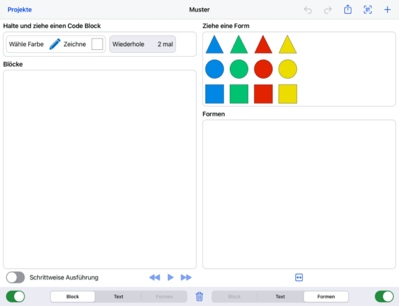 Projekte
Muster
Halte und ziehe einen Code Block
Ziehe eine Form
Wähle Farbe
Zeichne
Wiederhole 2 mal
Blöcke
Formen
Schrittweise Ausführung
Block Text Formen
Block Text Formen